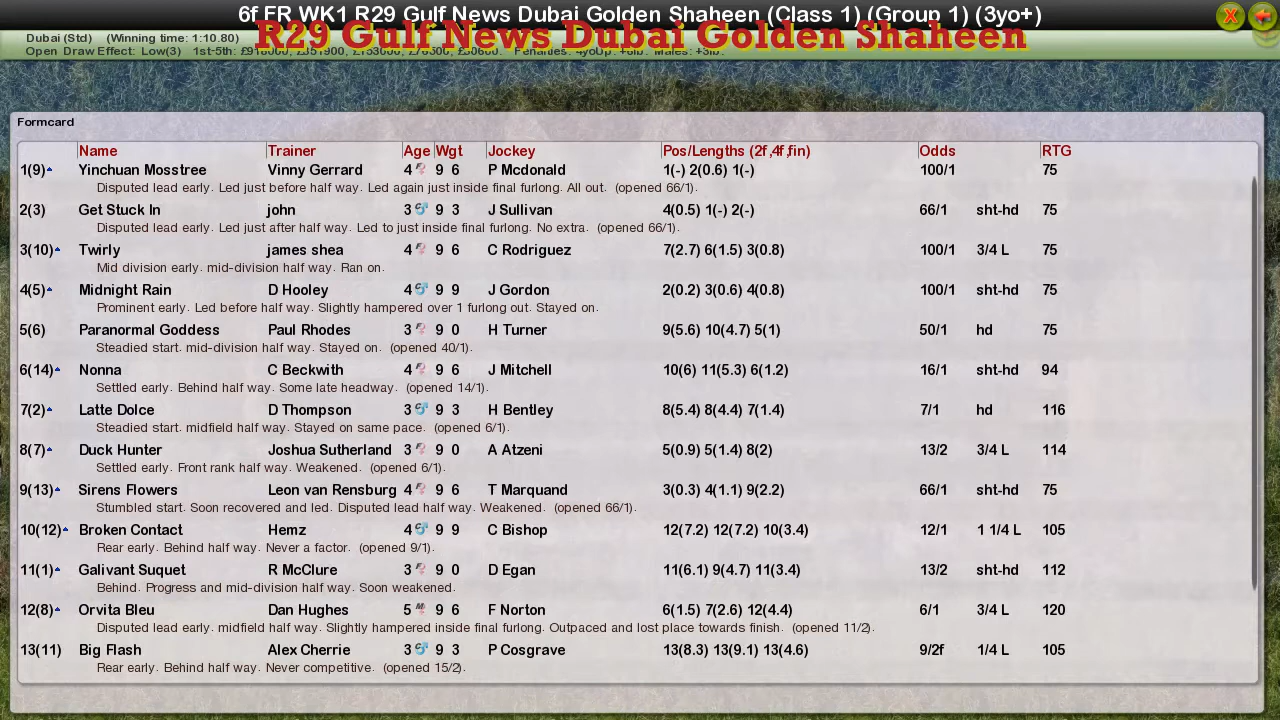 6f FR WK1 R29 Gulf News Dubai Golden Shaheen (Class 1) (Group 1) (3yo+)
R29 Gulf News Dubai Golden Shaheen
Dubai (Std) (Winning time: 1:10.80)
Open Draw Effect: Low(3) 1st-5th:
Formcard
Name Trainer Age Wgt Jockey Pos/Lengths (2f,4f,fin) Odds RTG
1(9) Yinchuan Mosstree Vinny Gerrard 4 9 6 P Mcdonald 1(-) 2(0.6) 1(-) 100/1 75
Disputed lead early. Led just before half way. Led again just inside final furlong. All out. (opened 66/1).
2(3) Get Stuck In john 3 9 3 J Sullivan 4(0.5) 1(-) 2(-) 66/1 sht-hd 75
Disputed lead early. Led just after half way. Led to just inside final furlong. No extra. (opened 66/1).
3(10) Twirly james shea 4 9 6 C Rodriguez 7(2.7) 6(1.5) 3(0.8) 100/1 3/4 L 75
Mid division early. mid-division half way. Ran on.
4(5) Midnight Rain D Hooley 4 9 9 J Gordon 2(0.2) 3(0.6) 4(0.8) 100/1 sht-hd 75
Prominent early. Led before half way. Slightly hampered over 1 furlong out. Stayed on.
5(6) Paranormal Goddess Paul Rhodes 3 9 0 H Turner 9(5.6) 10(4.7) 5(1) 50/1 hd 75
Steadied start. mid-division half way. Stayed on. (opened 40/1).
6(14) Nonna C Beckwith 4 9 6 J Mitchell 10(6) 11(5.3) 6(1.2) 16/1 sht-hd 94
Settled early. Behind half way. Some late headway. (opened 14/1).
7(2) Latte Dolce D Thompson 3 9 3 H Bentley 8(5.4) 8(4.4) 7(1.4) 7/1 hd 116
Steadied start. midfield half way. Stayed on same pace. (opened 6/1).
8(7) Duck Hunter Joshua Sutherland 3 9 0 A Atzeni 5(0.9) 5(1.4) 8(2) 13/2 3/4 L 114
Settled early. Front rank half way. Weakened. (opened 6/1).
9(13) Sirens Flowers Leon van Rensburg 4 9 6 T Marquand 3(0.3) 4(1.1) 9(2.2) 66/1 sht-hd 75
Stumbled start. Soon recovered and led. Disputed lead half way. Weakened. (opened 66/1).
10(12) Broken Contact Hemz 4 9 9 C Bishop 12(7.2) 12(7.2) 10(3.4) 12/1 1 1/4 L 105
Rear early. Behind half way. Never a factor. (opened 9/1).
11(1) Galivant Suquet R McClure 3 9 0 D Egan 11(6.1) 9(4.7) 11(3.4) 13/2 sht-hd 112
Behind. Progress and mid-division half way. Soon weakened.
12(8) Orvita Bleu Dan Hughes 5 9 6 F Norton 6(1.5) 7(2.6) 12(4.4) 6/1 3/4 L 120
Disputed lead early. midfield half way. Slightly hampered inside final furlong. Outpaced and lost place towards finish. (opened 11/2).
13(11) Big Flash Alex Cherrie 3 9 3 P Cosgrave 13(8.3) 13(9.1) 13(4.6) 9/2f 1/4 L 105
Rear early. Behind half way. Never competitive. (opened 15/2).